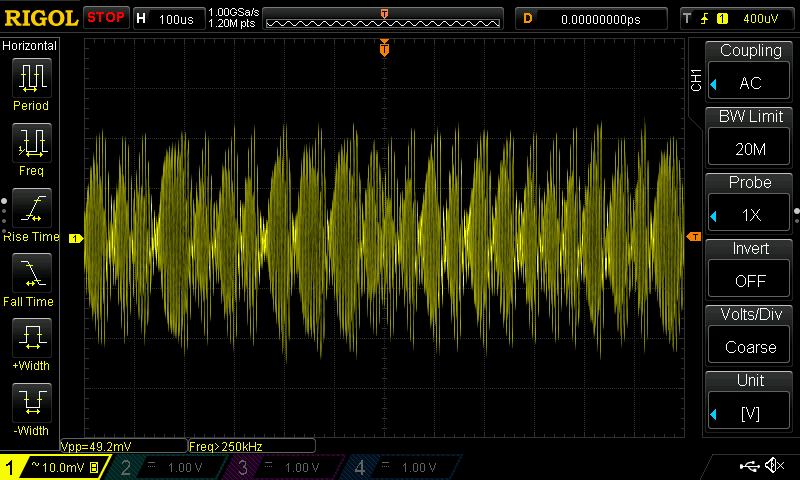 RIGOL STOP H 100us 1.00GSa/s 1.20M pts T D 0.00000000ps T 1 400uV
Horizontal
Period
Freq
Rise Time
Fall Time
+Width
-Width
T
1
T
CH1
Coupling
AC
BW Limit
20M
Probe
1X
Invert
OFF
Volts/Div
Coarse
Unit
[V]
Vpp=49.2mV Freq>250kHz
1 ~ 10.0mV B 2 1.00 V 3 1.00 V 4 1.00 V